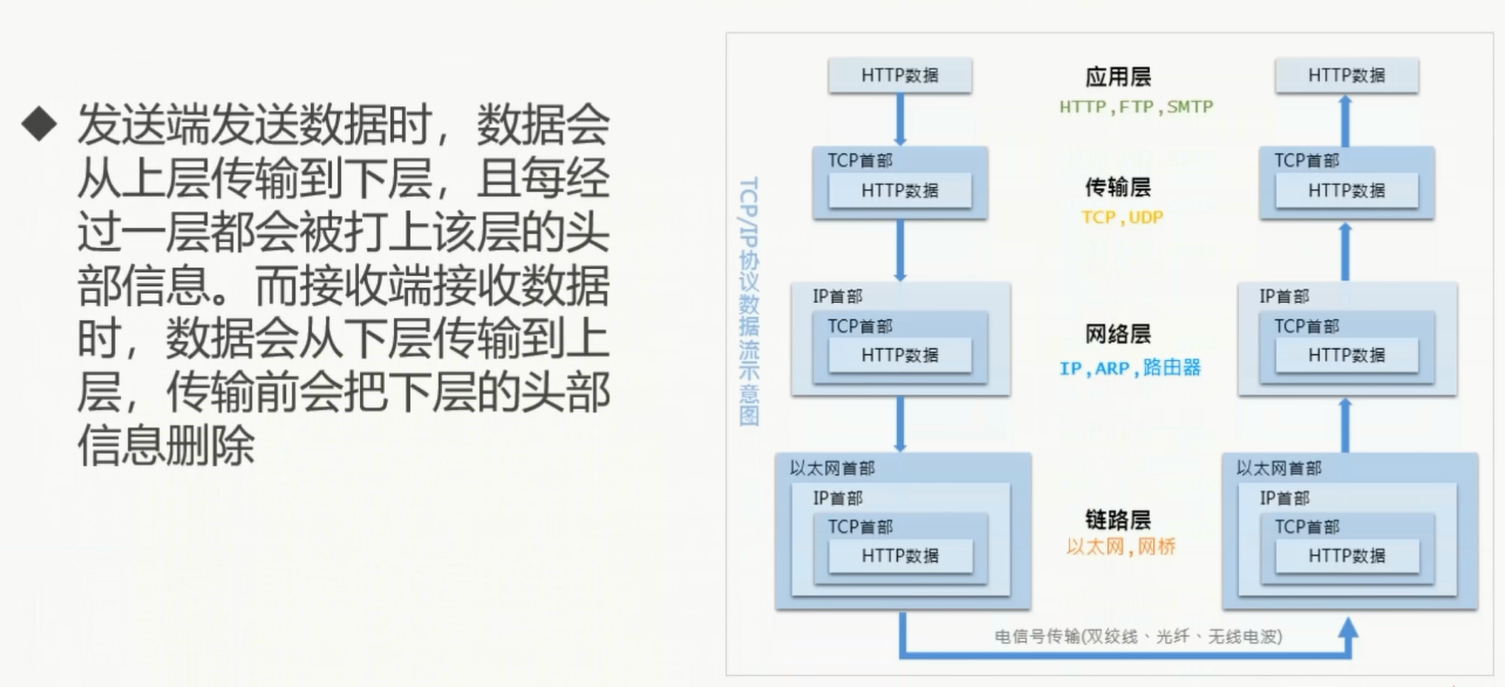 发送端发送数据时，数据会
从上层传输到下层，且每经
过一层都会被打上该层的头
部信息。而接收端接收数据
时，数据会从下层传输到上
层，传输前会把下层的头部
信息删除
TCP/IP协议数据流示意图
HTTP数据
应用层
HTTP,FTP,SMTP
HTTP数据
TCP首部
HTTP数据
传输层
TCP,UDP
TCP首部
HTTP数据
IP首部
TCP首部
HTTP数据
网络层
IP,ARP,路由器
IP首部
TCP首部
HTTP数据
以太网首部
IP首部
TCP首部
HTTP数据
链路层
以太网,网桥
以太网首部
IP首部
TCP首部
HTTP数据
电信号传输(双绞线、光纤、无线电波)